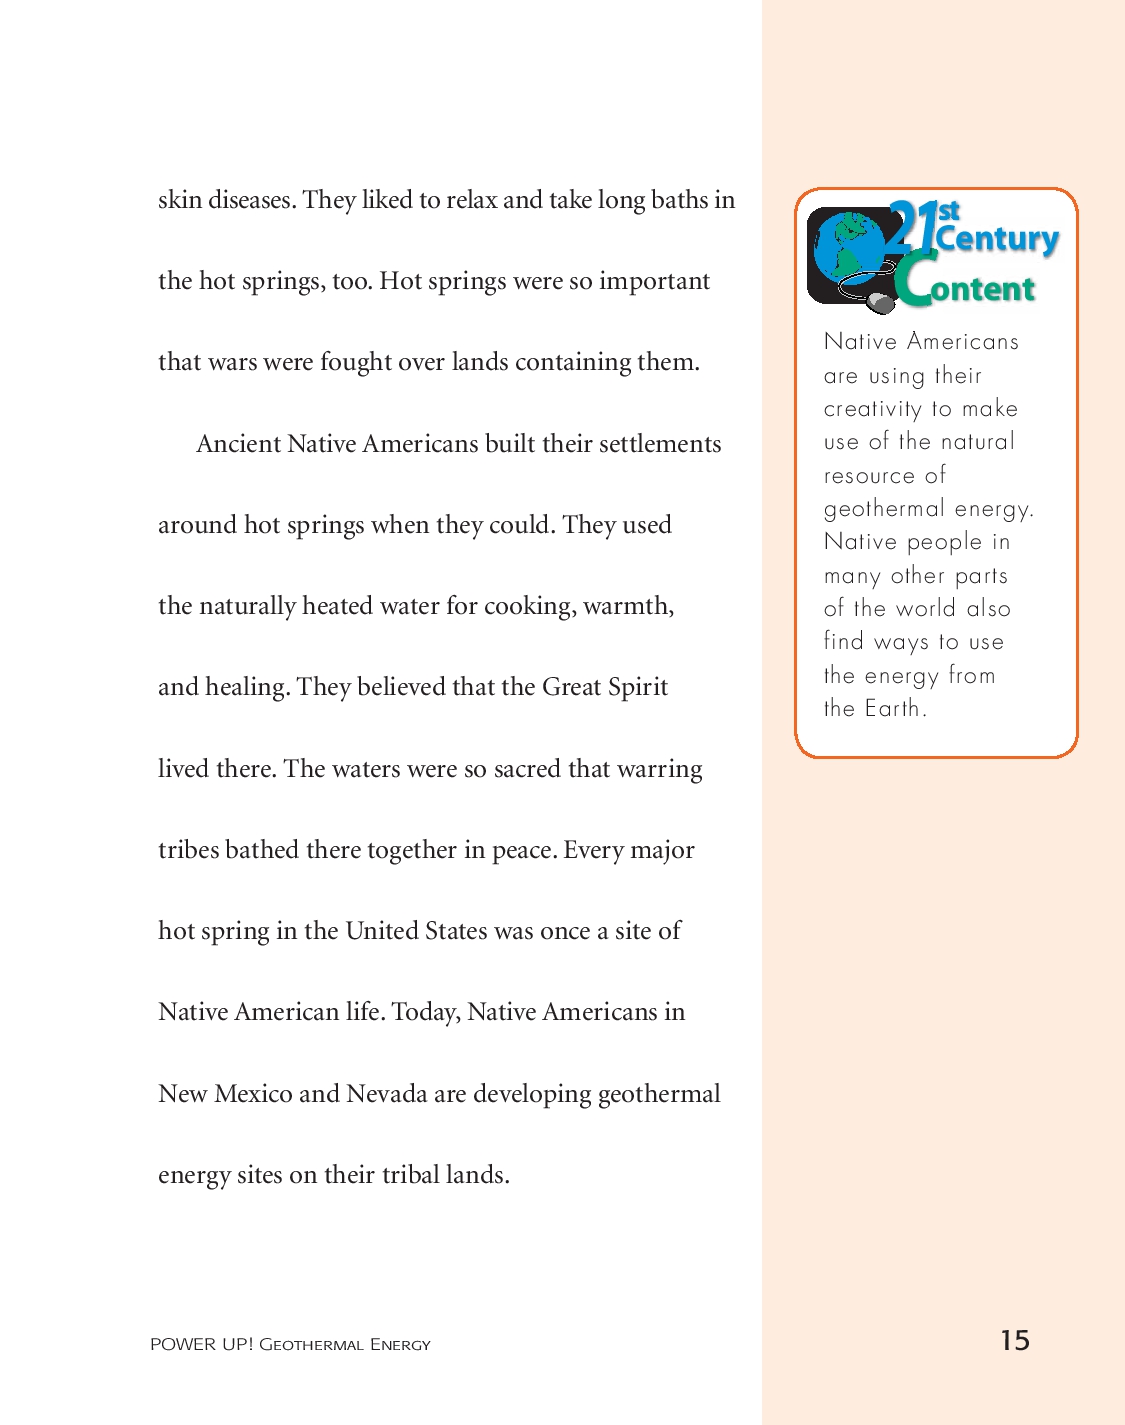 skin diseases. They liked to relax and take long baths in
the hot springs, too. Hot springs were so important
that wars were fought over lands containing them.
Ancient Native Americans built their settlements
around hot springs when they could. They used
the naturally heated water for cooking, warmth,
and healing. They believed that the Great Spirit
lived there. The waters were so sacred that warring
tribes bathed there together in peace. Every major
hot spring in the United States was once a site of
Native American life. Today, Native Americans in
New Mexico and Nevada are developing geothermal
energy sites on their tribal lands.
21st
Century
Content
Native Americans
are using their
creativity to make
use of the natural
resource of
geothermal energy.
Native people in
many other parts
of the world also
find ways to use
the energy from
the Earth.
POWER UP! Geothermal Energy
15